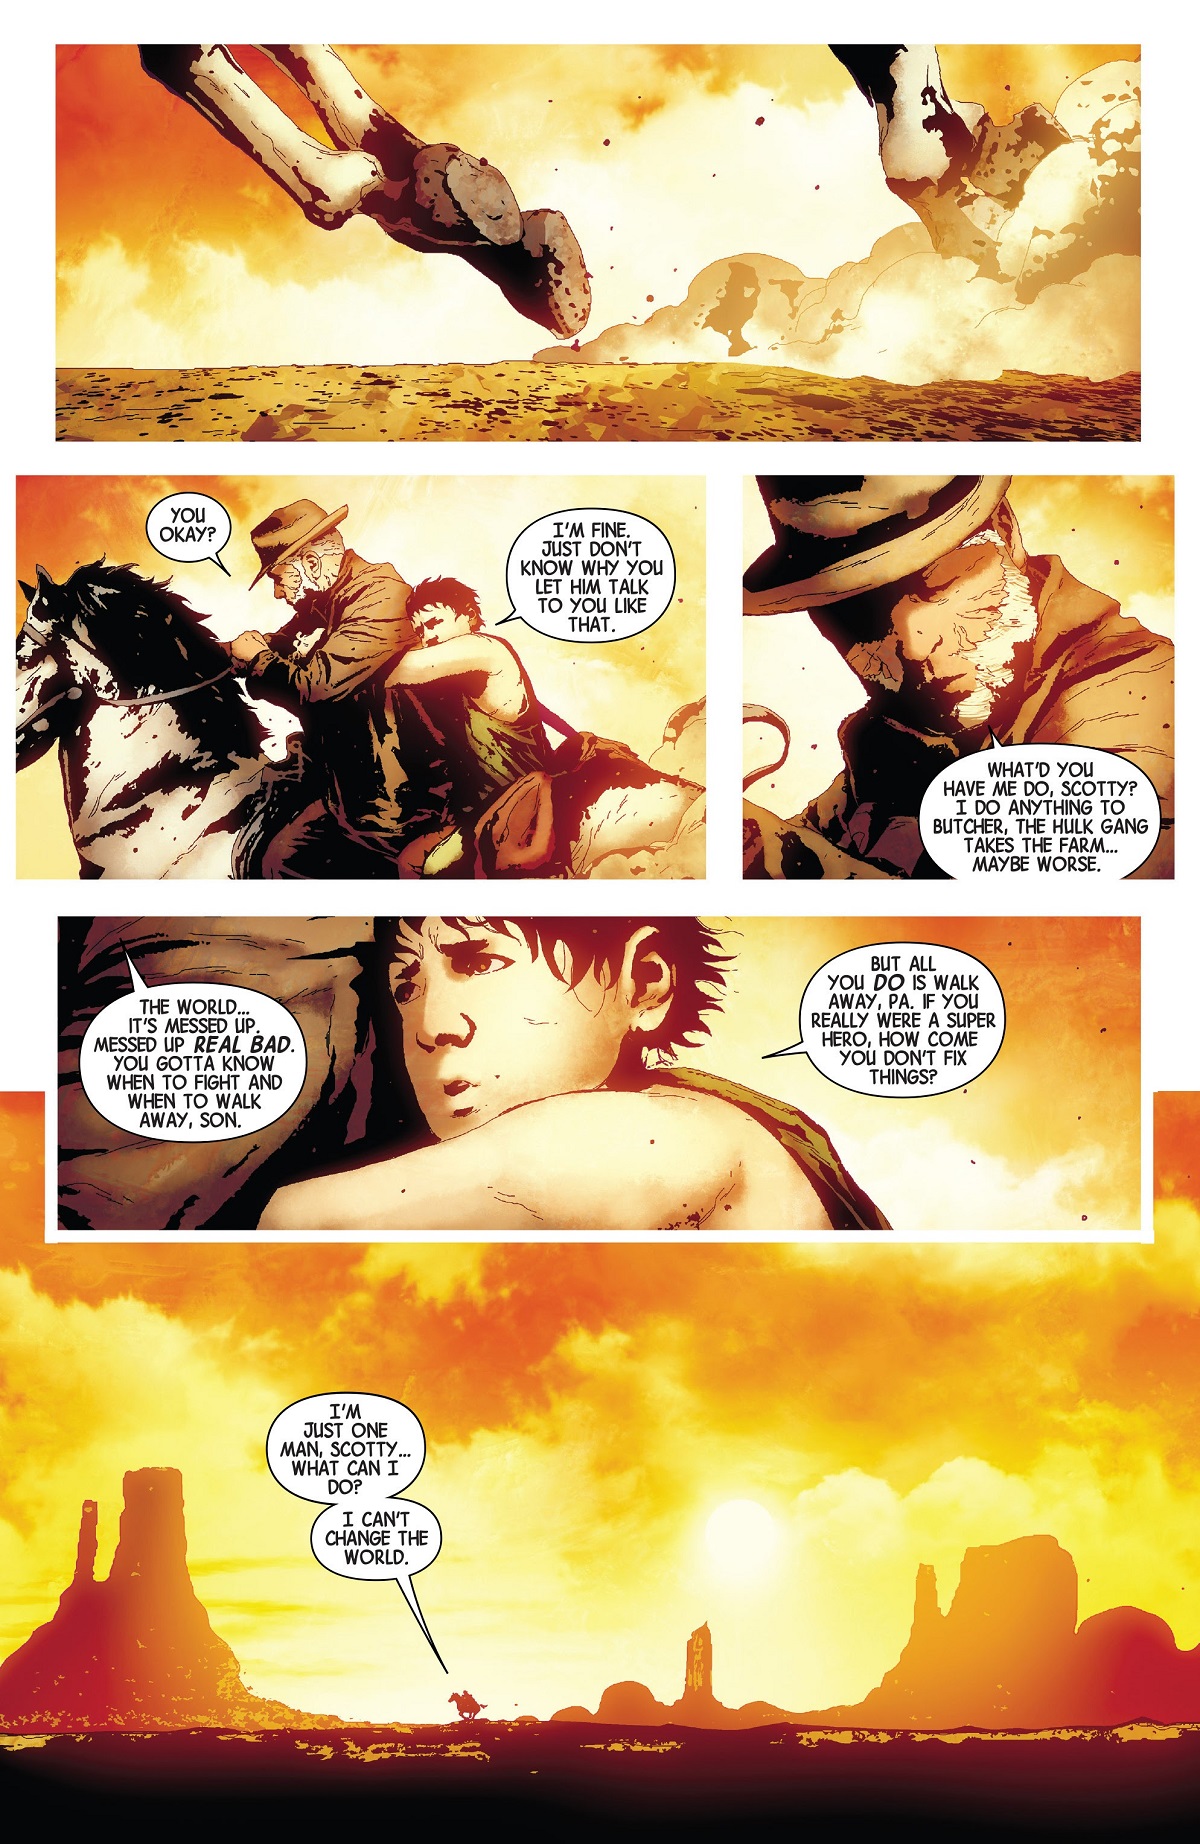 YOU
OKAY?
I'M FINE.
JUST DON'T
KNOW WHY YOU
LET HIM TALK
TO YOU LIKE
THAT.
WHAT'D YOU
HAVE ME DO, SCOTTY?
I DO ANYTHING TO
BUTCHER, THE HULK GANG
TAKES THE FARM...
MAYBE WORSE.
THE WORLD...
IT'S MESSED UP.
MESSED UP REAL BAD.
YOU GOTTA KNOW
WHEN TO FIGHT AND
WHEN TO WALK
AWAY, SON.
BUT ALL
YOU DO IS WALK
AWAY, PA. IF YOU
REALLY WERE A SUPER
HERO, HOW COME
YOU DON'T FIX
THINGS?
I'M
JUST ONE
MAN, SCOTTY...
WHAT CAN I
DO?
I CAN'T
CHANGE THE
WORLD.